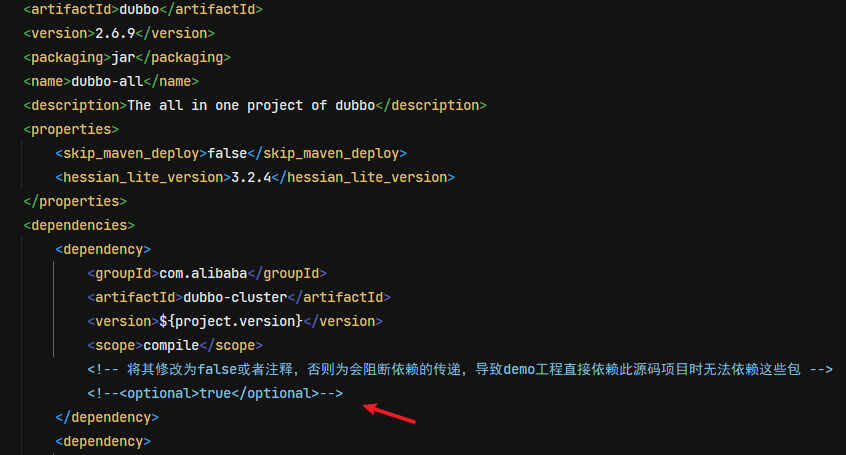 <artifactId>dubbo</artifactId>
<version>2.6.9</version>
<packaging>jar</packaging>
<name>dubbo-all</name>
<description>The all in one project of dubbo</description>
<properties>
<skip_maven_deploy>false</skip_maven_deploy>
<hessian_lite_version>3.2.4</hessian_lite_version>
</properties>
<dependencies>
<dependency>
<groupId>com.alibaba</groupId>
<artifactId>dubbo-cluster</artifactId>
<version>${project.version}</version>
<scope>compile</scope>
<!-- 将其修改为false或者注释，否则为会阻断依赖的传递，导致demo工程直接依赖此源码项目时无法依赖这些包 -->
<!--<optional>true</optional>-->
</dependency>
<dependency>